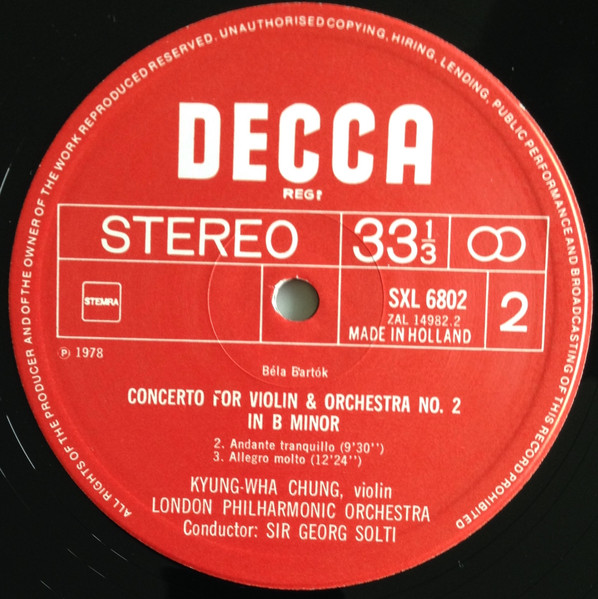 ALL RIGHTS OF THE PRODUCER AND OF THE OWNER OF THE WORK REPRODUCED RESERVED. UNAUTHORISED COPYING, HIRING, LENDING, PUBLIC PERFORMANCE AND BROADCASTING OF THIS RECORD PROHIBITED
DECCA
REGD
STEREO
33 1/3
STEMRA
SXL 6802
ZAL 14982.2
MADE IN HOLLAND
2
Ⓟ 1978
Béla Bartók
CONCERTO FOR VIOLIN & ORCHESTRA NO. 2
IN B MINOR
2. Andante tranquillo (9'30'')
3. Allegro molto (12'24'')
KYUNG-WHA CHUNG, violin
LONDON PHILHARMONIC ORCHESTRA
Conductor: SIR GEORG SOLTI